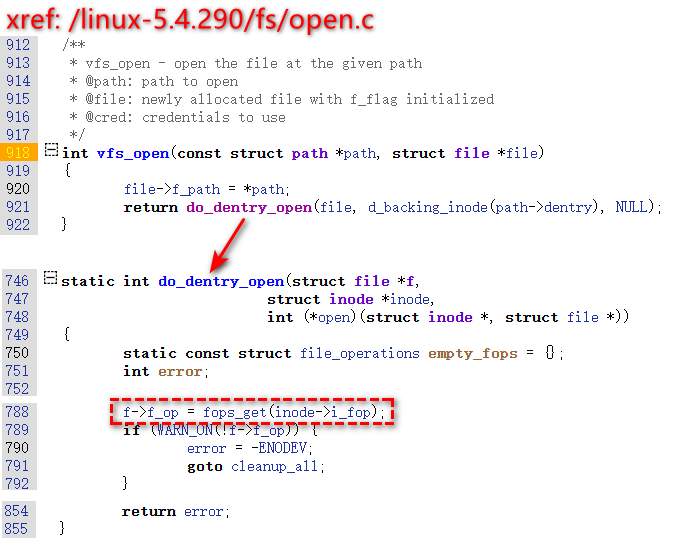 xref: /linux-5.4.290/fs/open.c
912 /**
913  * vfs_open - open the file at the given path
914  * @path: path to open
915  * @file: newly allocated file with f_flag initialized
916  * @cred: credentials to use
917  */
918 int vfs_open(const struct path *path, struct file *file)
919 {
920         file->f_path = *path;
921         return do_dentry_open(file, d_backing_inode(path->dentry), NULL);
922 }
746 static int do_dentry_open(struct file *f,
747                           struct inode *inode,
748                           int (*open)(struct inode *, struct file *))
749 {
750         static const struct file_operations empty_fops = {};
751         int error;
752
788         f->f_op = fops_get(inode->i_fop);
789         if (WARN_ON(!f->f_op)) {
790                 error = -ENODEV;
791                 goto cleanup_all;
792         }
854         return error;
855 }